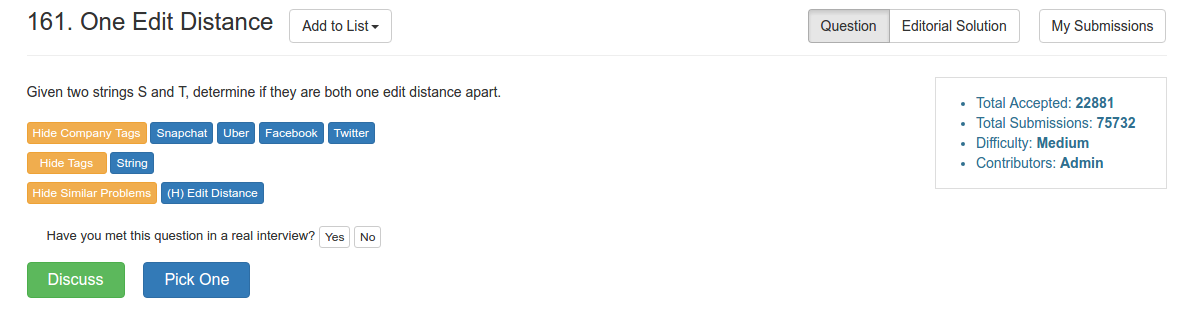 161. One Edit Distance Add to List Question Editorial Solution My Submissions
Given two strings S and T, determine if they are both one edit distance apart.
Hide Company Tags Snapchat Uber Facebook Twitter
Hide Tags String
Hide Similar Problems (H) Edit Distance
Have you met this question in a real interview? Yes No
Discuss Pick One
Total Accepted: 22881
Total Submissions: 75732
Difficulty: Medium
Contributors: Admin